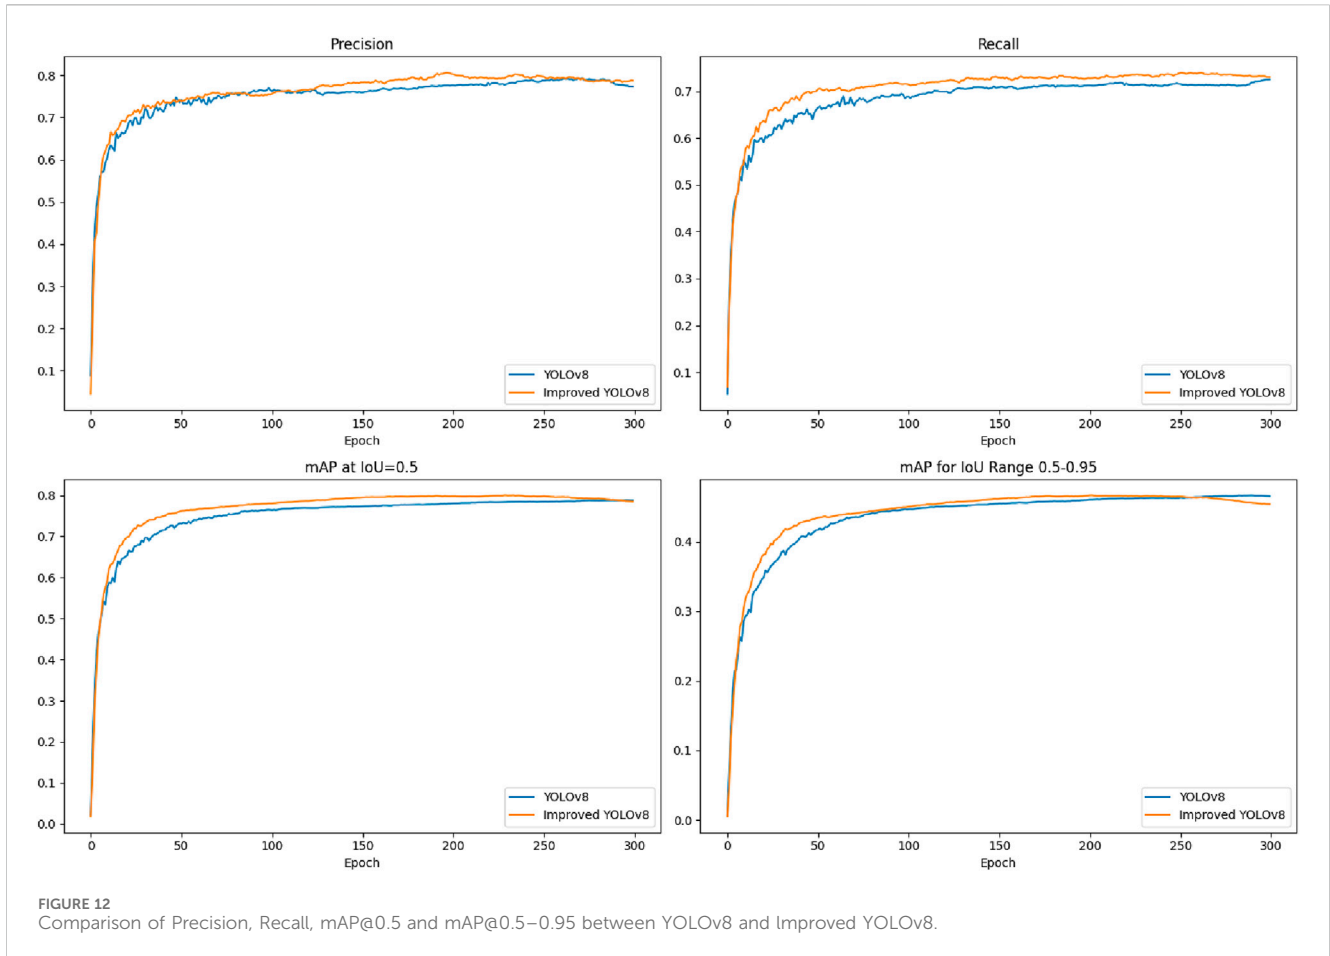 Precision
0.8
0.7
0.6
0.5
0.4
0.3
0.2
0.1
YOLOv8
Improved YOLOv8
0 50 100 150 200 250 300
Epoch
Recall
0.7
0.6
0.5
0.4
0.3
0.2
0.1
YOLOv8
Improved YOLOv8
0 50 100 150 200 250 300
Epoch
mAP at IoU=0.5
0.8
0.7
0.6
0.5
0.4
0.3
0.2
0.1
0.0
YOLOv8
Improved YOLOv8
0 50 100 150 200 250 300
Epoch
mAP for IoU Range 0.5-0.95
0.4
0.3
0.2
0.1
0.0
YOLOv8
Improved YOLOv8
0 50 100 150 200 250 300
Epoch
FIGURE 12
Comparison of Precision, Recall, mAP@0.5 and mAP@0.5–0.95 between YOLOv8 and Improved YOLOv8.